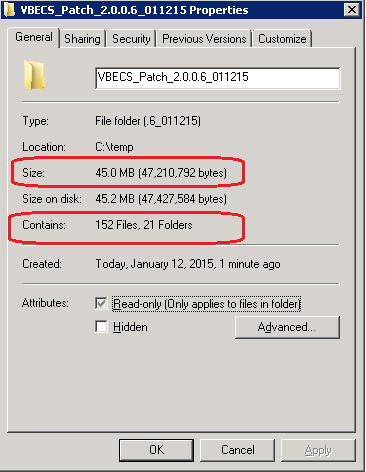 VBECS_Patch_2.0.0.6_011215 Properties
General Sharing Security Previous Versions Customize
VBECS_Patch_2.0.0.6_011215
Type: File folder (.6_011215)
Location: C:\temp
Size: 45.0 MB (47,210,792 bytes)
Size on disk: 45.2 MB (47,427,584 bytes)
Contains: 152 Files, 21 Folders
Created: Today, January 12, 2015, 1 minute ago
Attributes: Read-only (Only applies to files in folder)
Hidden Advanced...
OK Cancel Apply